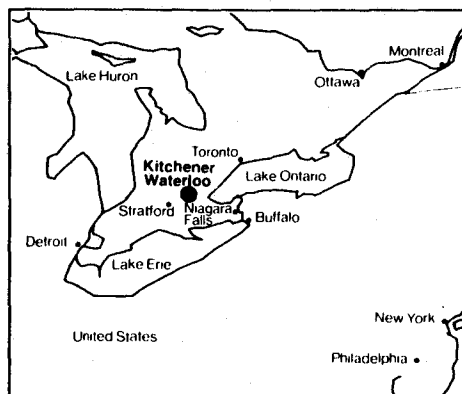 Montreal
Lake Huron
Ottawa
Toronto
Kitchener
Waterloo
Lake Ontario
Stratford
Niagara
Falls
Buffalo
Detroit
Lake Erie
New York
United States
Philadelphia